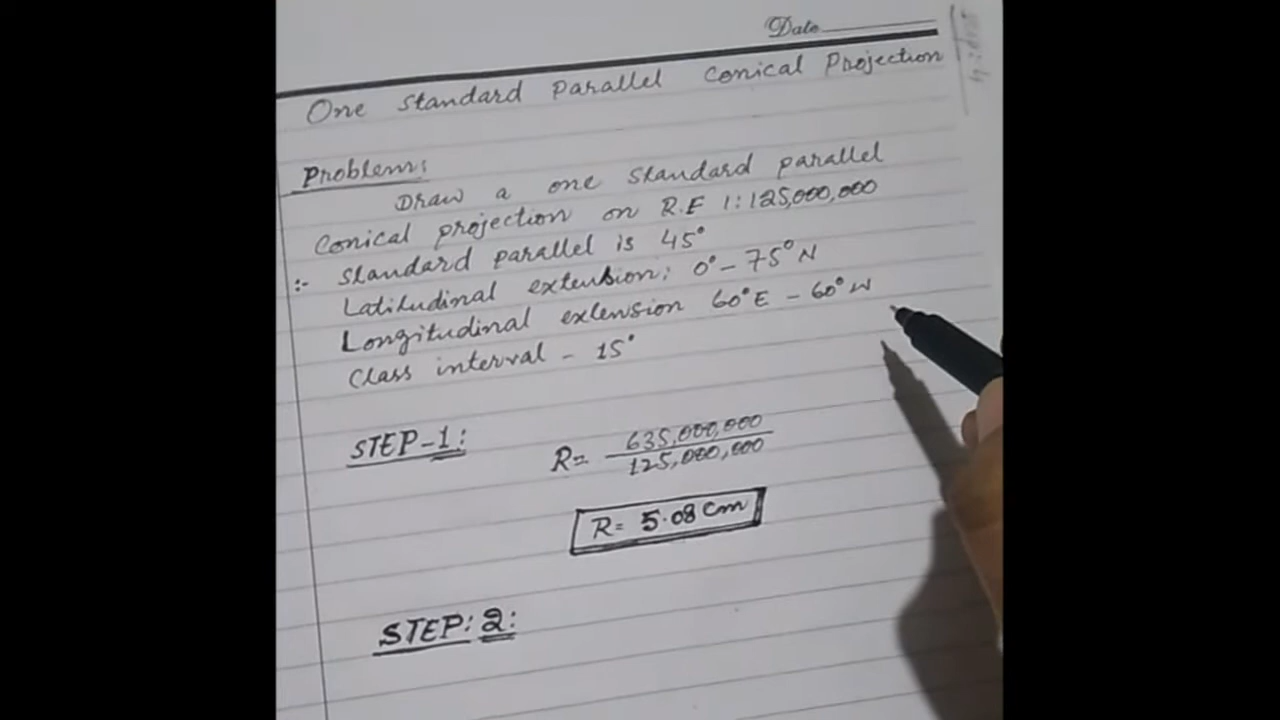 Date
One Standard Parallel Conical Projection
Problem:
Draw a one standard parallel
Conical projection on R.F 1:125,000,000
:- Standard parallel is 45°
Latitudinal extension: 0° - 75° N
Longitudinal extension 60° E - 60° W
Class interval - 15°
STEP-1:
R= 635,000,000
125,000,000
R= 5.08 cm
STEP: 2: